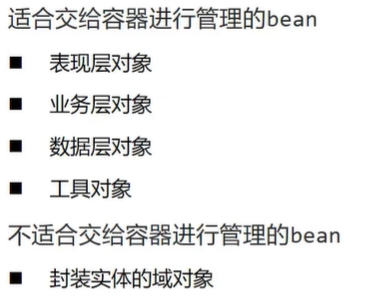 适合交给容器进行管理的bean
■ 表现层对象
■ 业务层对象
■ 数据层对象
■ 工具对象
不适合交给容器进行管理的bean
■ 封装实体的域对象